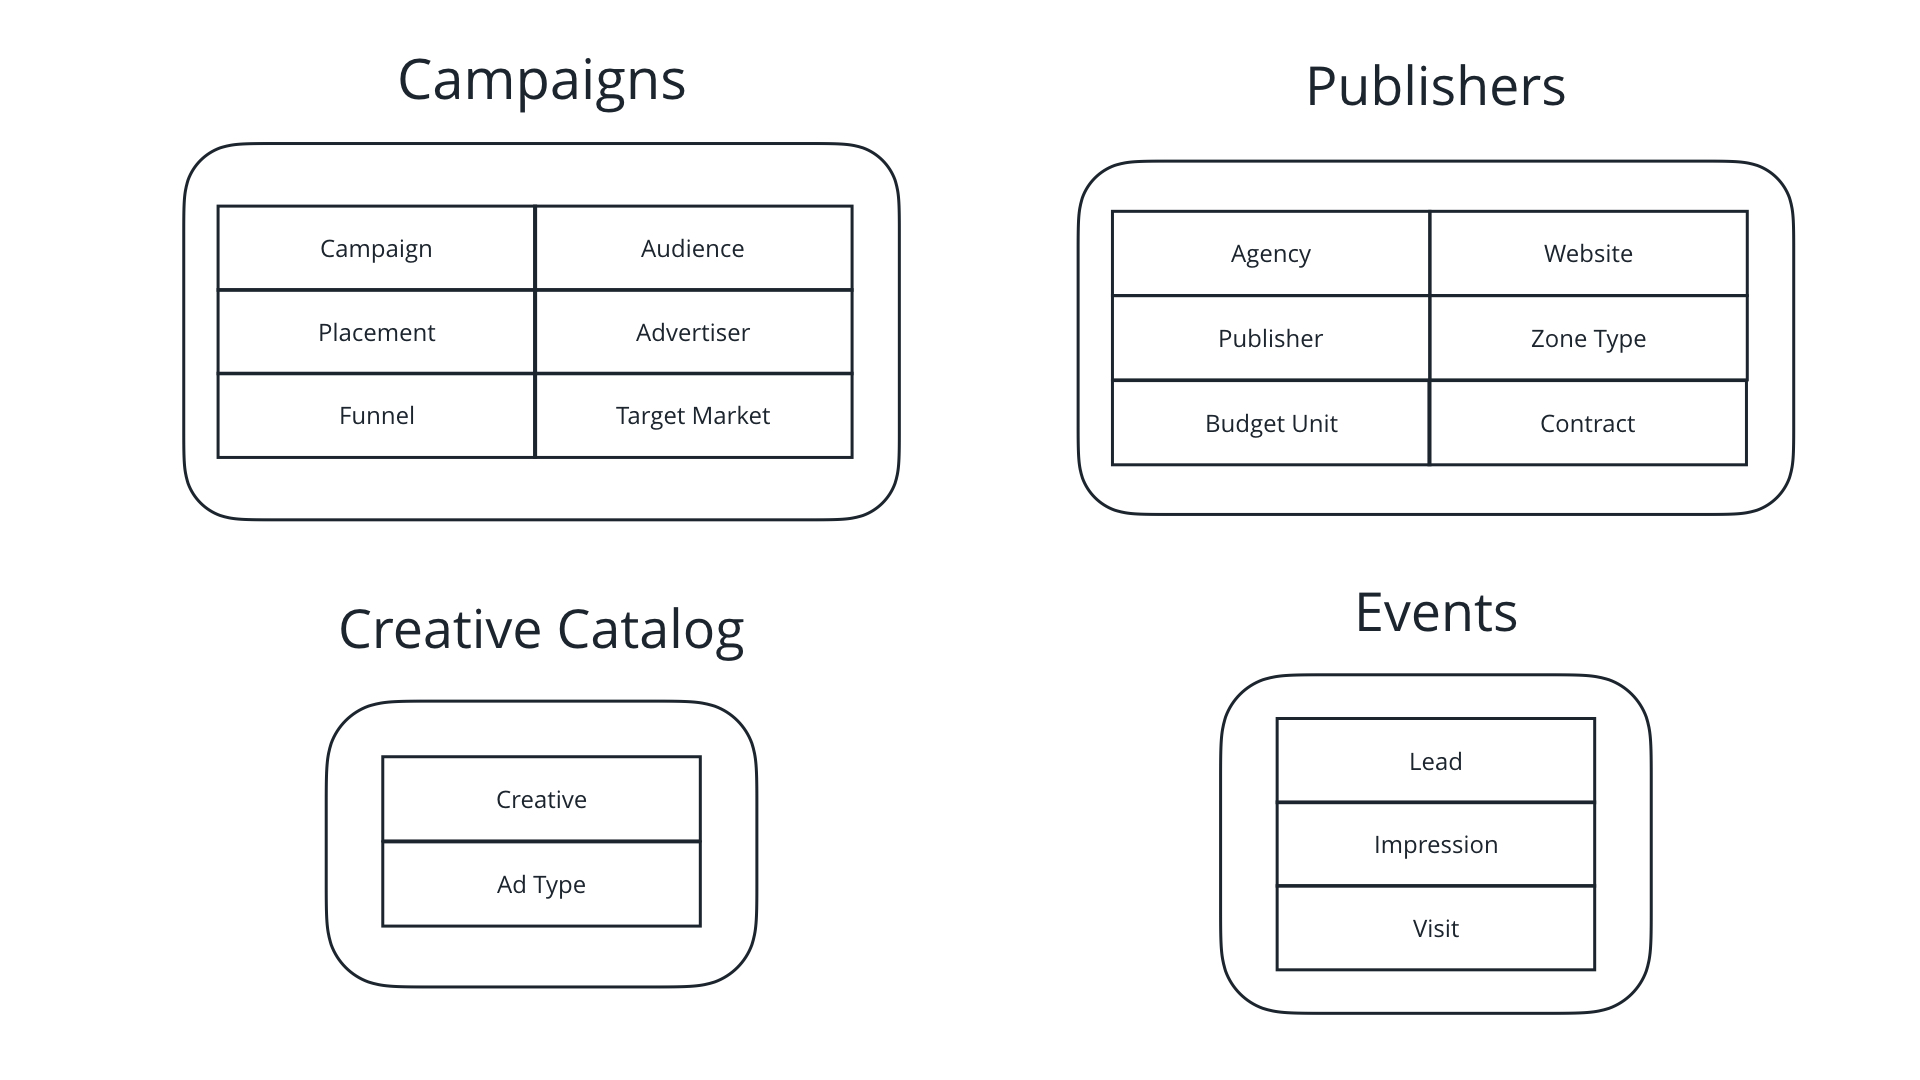 Campaigns
Campaign
Audience
Placement
Advertiser
Funnel
Target Market
Publishers
Agency
Website
Publisher
Zone Type
Budget Unit
Contract
Creative Catalog
Creative
Ad Type
Events
Lead
Impression
Visit